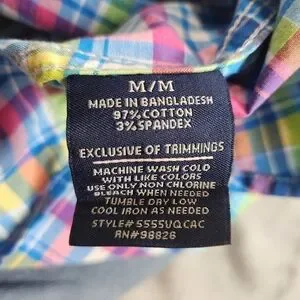 M/M
MADE IN BANGLADESH
97% COTTON
3% SPANDEX
EXCLUSIVE OF TRIMMINGS
MACHINE WASH COLD
WITH LIKE COLORS
USE ONLY NON CHLORINE
BLEACH WHEN NEEDED
TUMBLE DRY LOW
COOL IRON AS NEEDED
STYLE# 5555UQCAC
RN# 98826